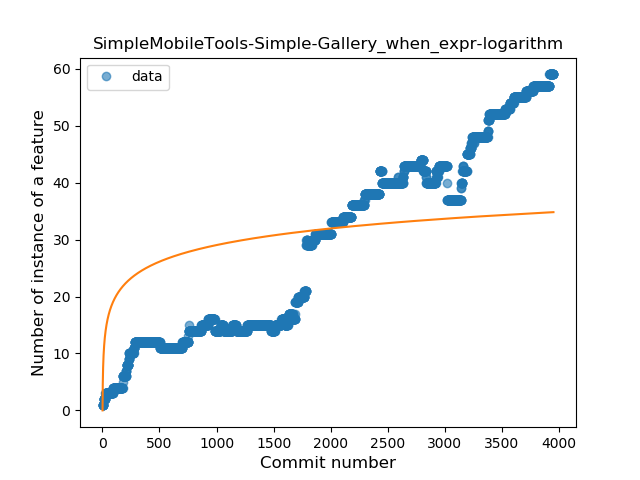 SimpleMobileTools-Simple-Gallery_when_expr-logarithm
data
Number of instance of a feature
60
50
40
30
20
10
0
0 500 1000 1500 2000 2500 3000 3500 4000
Commit number